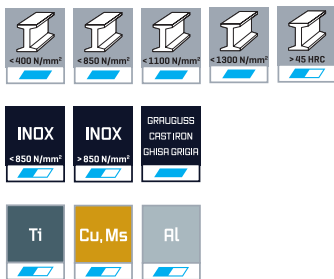 <400 N/mm²
<850 N/mm²
<1100 N/mm²
<1300 N/mm²
>45 HRC
INOX
<850 N/mm²
INOX
>850 N/mm²
GRAUGUSS
CAST IRON
GHISA GRIGIA
Ti
Cu, Ms
Al